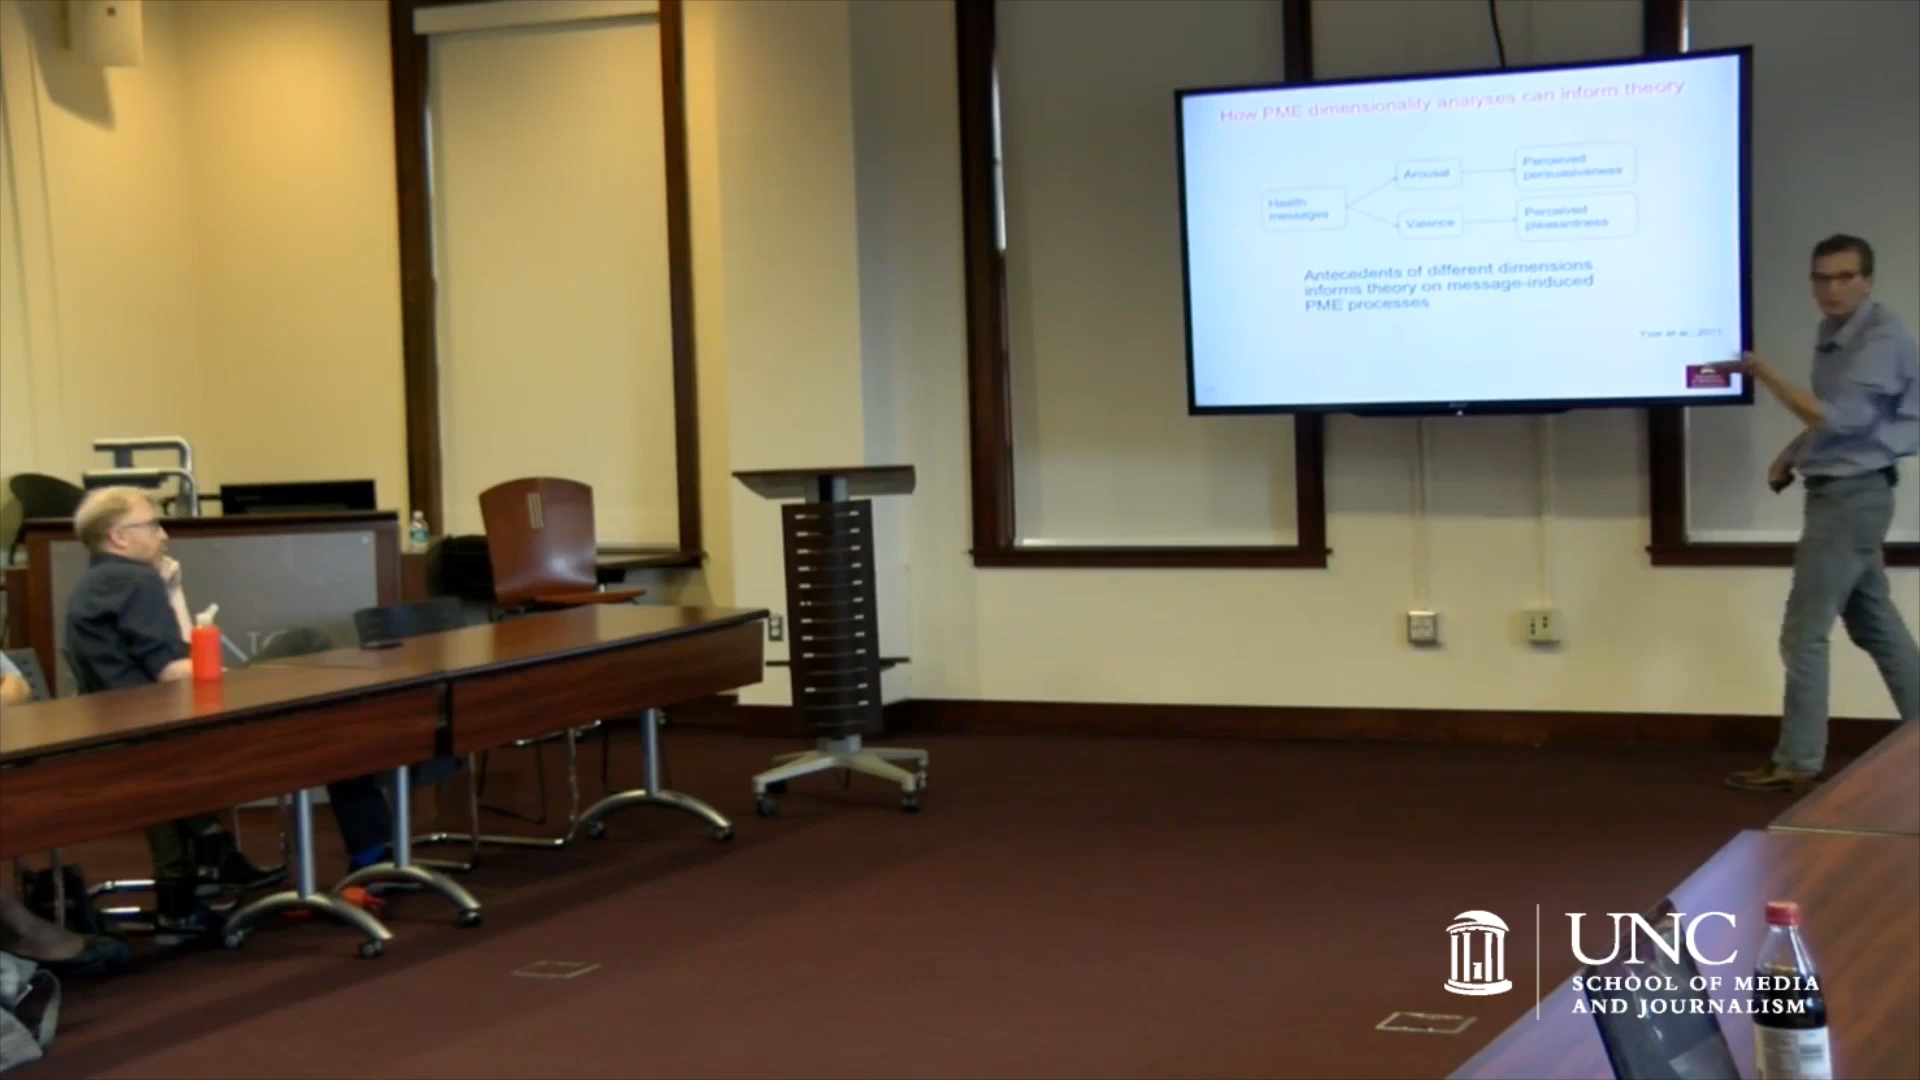 How PME dimensionality analyses can inform theory
Health
messages
Arousal
Perceived
persuasiveness
Valence
Perceived
pleasantness
Antecedents of different dimensions
informs theory on message-induced
PME processes
UNC
SCHOOL OF MEDIA
AND JOURNALISM